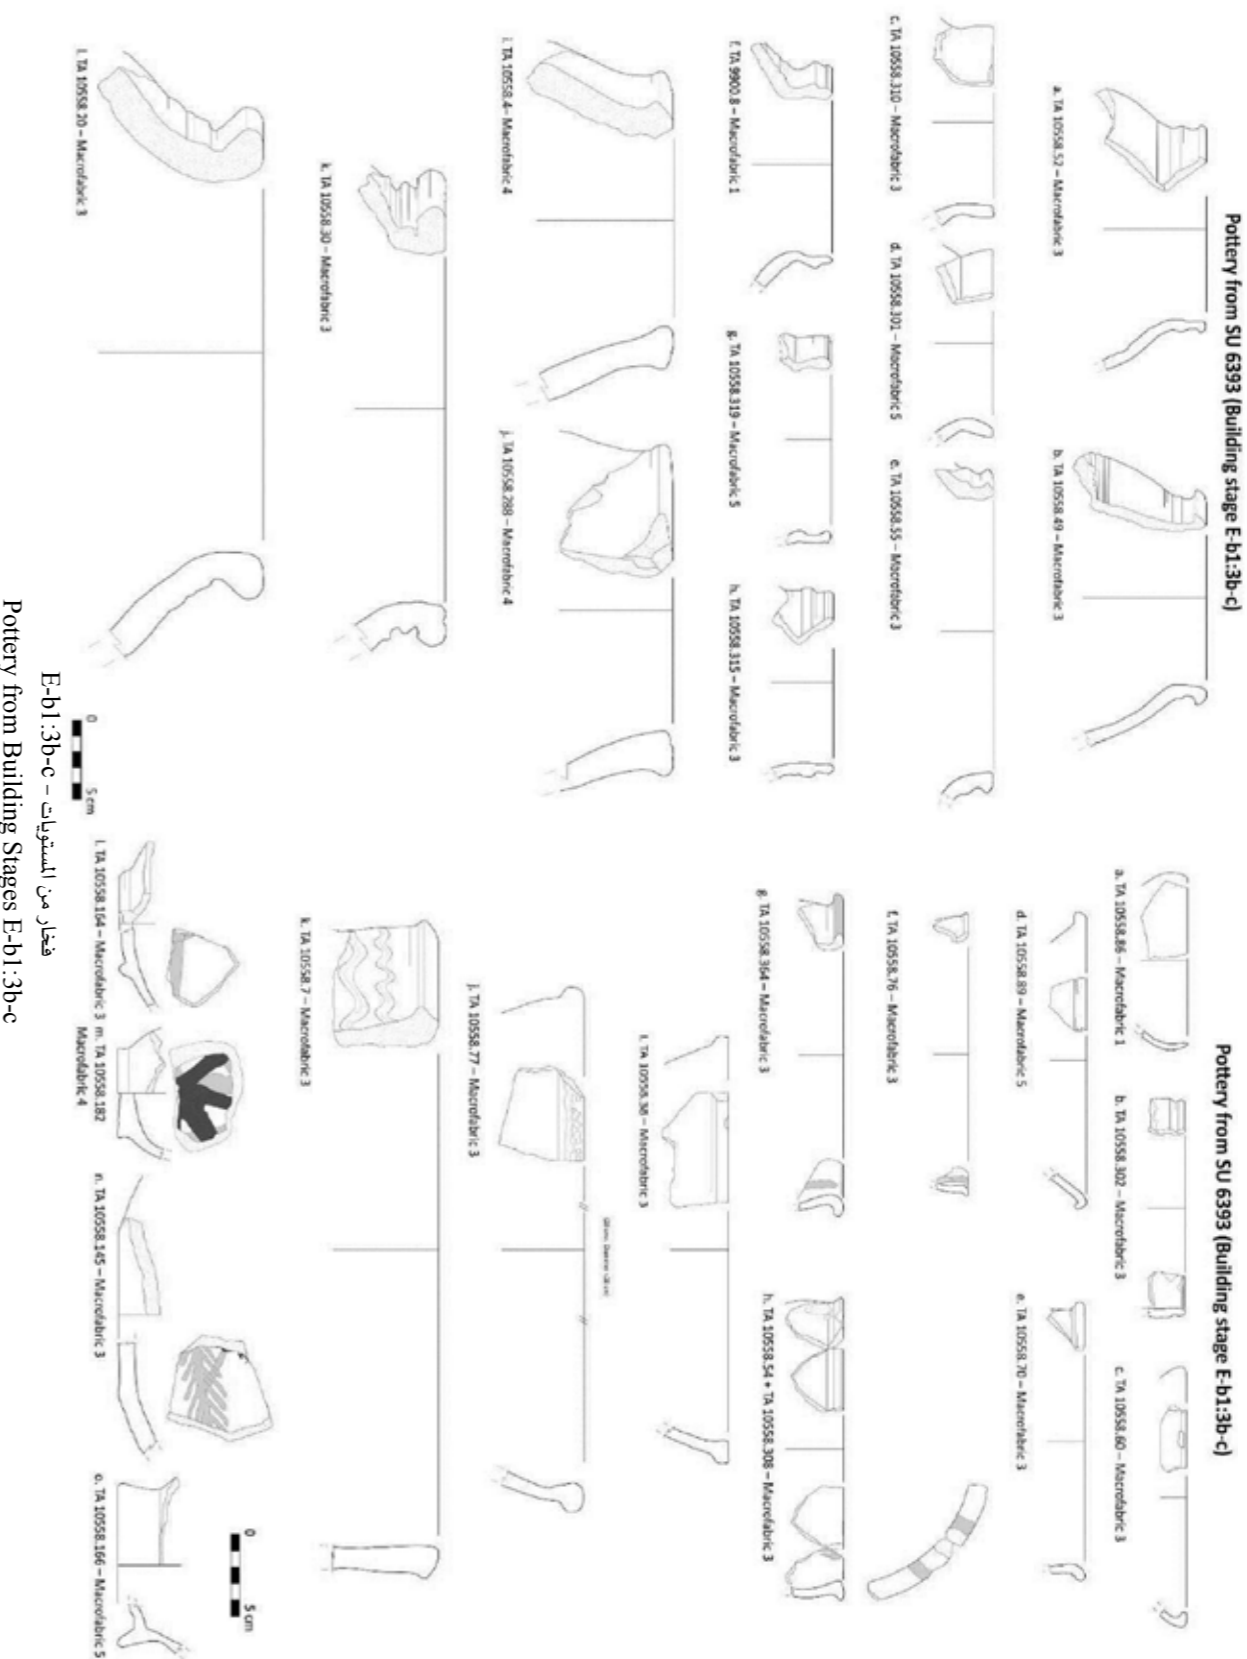 Pottery from SU 6393 (Building stage E-b1:3b-c)
a. TA 10558.52 – Macrofabric 3
b. TA 10558.49 – Macrofabric 3
c. TA 10558.310 – Macrofabric 3
d. TA 10558.301 – Macrofabric 5
e. TA 10558.55 – Macrofabric 3
f. TA 9900.8 – Macrofabric 1
g. TA 10558.319 – Macrofabric 5
h. TA 10558.315 – Macrofabric 3
i. TA 10558.4 – Macrofabric 4
j. TA 10558.288 – Macrofabric 4
k. TA 10558.30 – Macrofabric 3
l. TA 10558.20 – Macrofabric 3
0 5 cm
Pottery from SU 6393 (Building stage E-b1:3b-c)
a. TA 10558.86 – Macrofabric 1
b. TA 10558.302 – Macrofabric 3
c. TA 10558.60 – Macrofabric 3
d. TA 10558.89 – Macrofabric 5
e. TA 10558.70 – Macrofabric 3
f. TA 10558.76 – Macrofabric 3
g. TA 10558.364 – Macrofabric 3
h. TA 10558.54 + TA 10558.308 – Macrofabric 3
i. TA 10558.38 – Macrofabric 3
j. TA 10558.77 – Macrofabric 3
k. TA 10558.7 – Macrofabric 3
l. TA 10558.164 – Macrofabric 3
m. TA 10558.182
Macrofabric 4
n. TA 10558.145 – Macrofabric 3
o. TA 10558.166 – Macrofabric 5
0 5 cm
فخار من المستويات – E-b1:3b-c
Pottery from Building Stages E-b1:3b-c